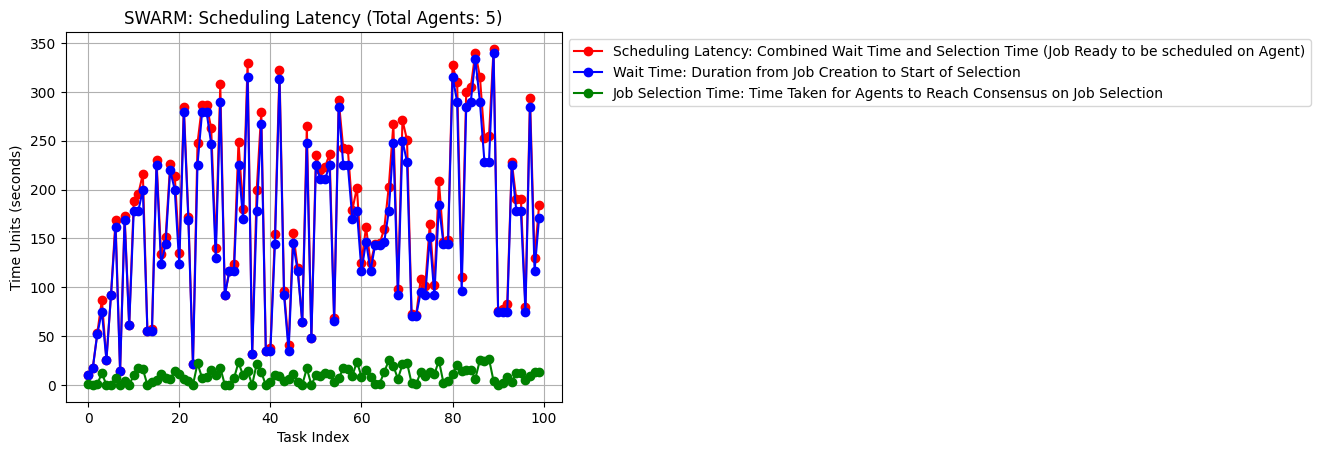 SWARM: Scheduling Latency (Total Agents: 5)
Scheduling Latency: Combined Wait Time and Selection Time (Job Ready to be scheduled on Agent)
Wait Time: Duration from Job Creation to Start of Selection
Job Selection Time: Time Taken for Agents to Reach Consensus on Job Selection
Time Units (seconds)
350
300
250
200
150
100
50
0
0 20 40 60 80 100
Task Index